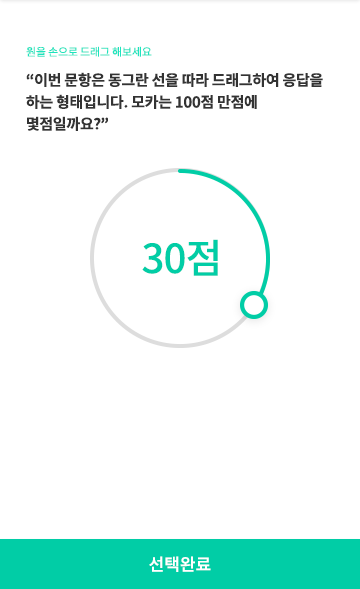 원을 손으로 드래그 해보세요
“이번 문항은 동그란 선을 따라 드래그하여 응답을
하는 형태입니다. 모카는 100점 만점에
몇점일까요?”
30점
선택완료